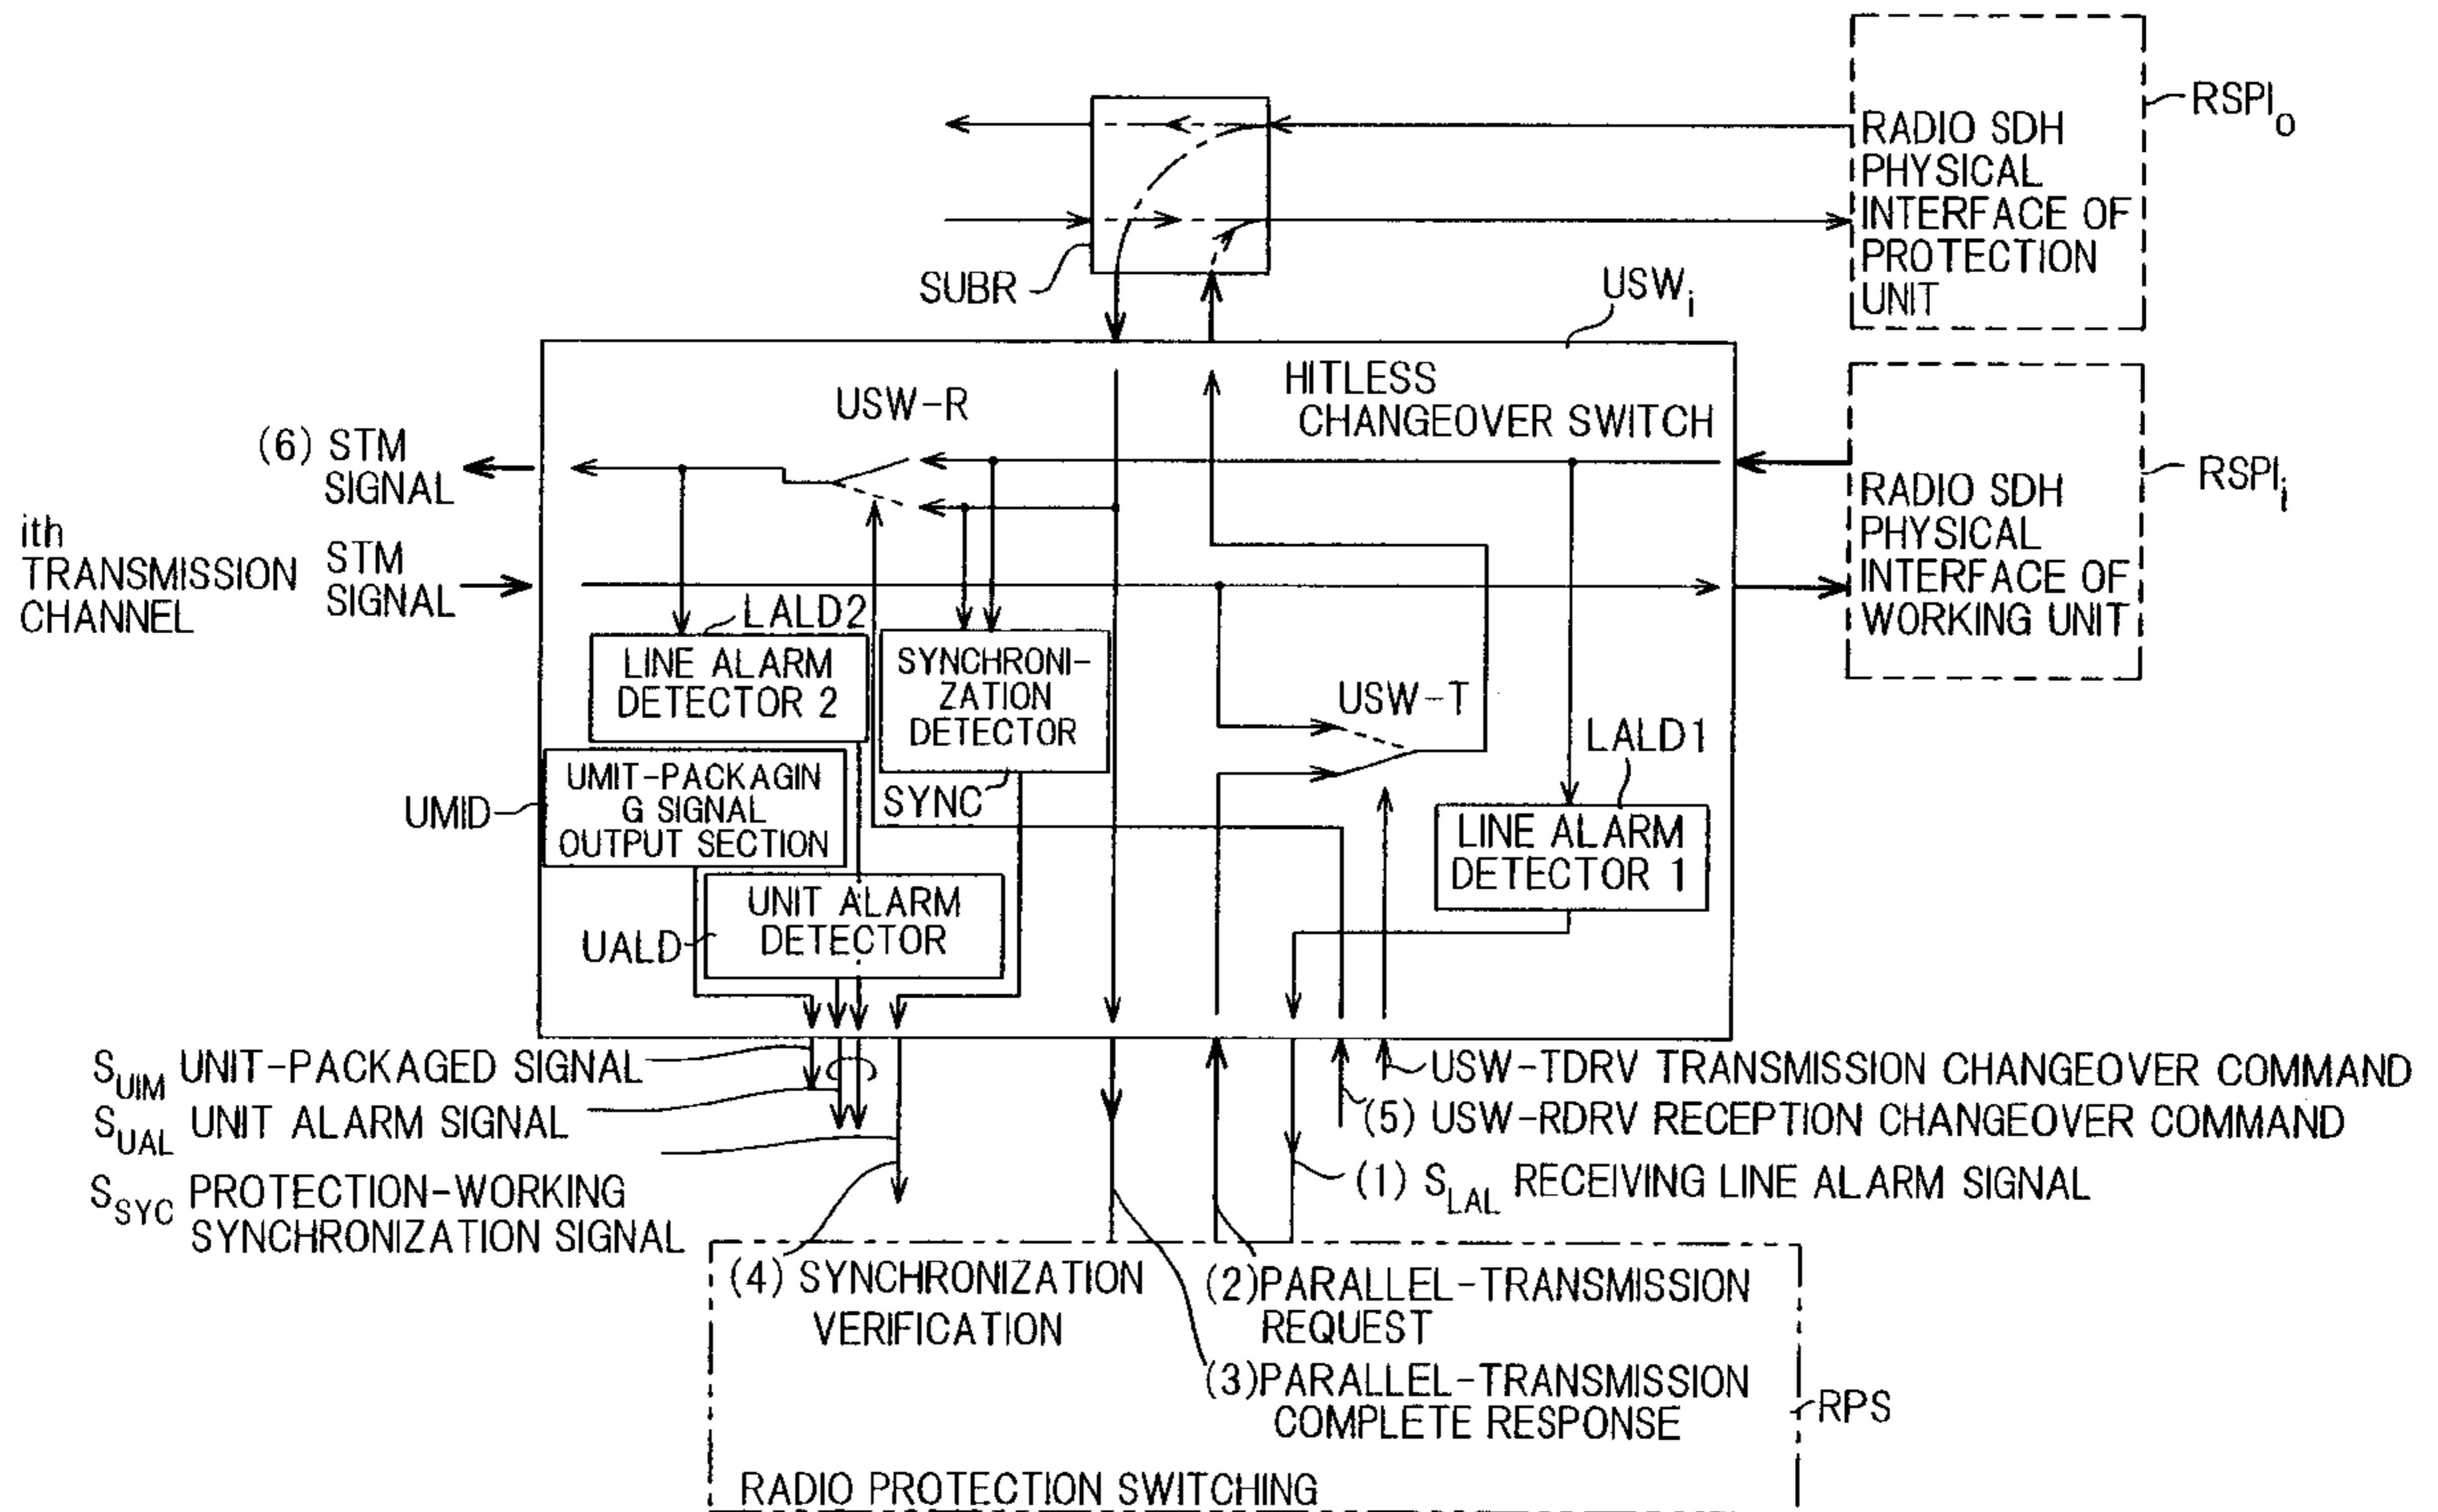 RSPIo
RADIO SDH
PHYSICAL
INTERFACE OF
PROTECTION
UNIT
SUBR
USWi
HITLESS
CHANGEOVER SWITCH
USW-R
(6) STM
SIGNAL
RSPIi
RADIO SDH
PHYSICAL
INTERFACE OF
WORKING UNIT
ith
TRANSMISSION
CHANNEL
STM
SIGNAL
LALD2
LINE ALARM
DETECTOR 2
SYNCHRONI-
ZATION
DETECTOR
USW-T
LALD1
UMID
UMIT-PACKAGIN
G SIGNAL
OUTPUT SECTION
SYNC
LINE ALARM
DETECTOR 1
UNIT ALARM
DETECTOR
UALD
SUIM UNIT-PACKAGED SIGNAL
SUAL UNIT ALARM SIGNAL
SSYC PROTECTION-WORKING
SYNCHRONIZATION SIGNAL
USW-TDRV TRANSMISSION CHANGEOVER COMMAND
(5) USW-RDRV RECEPTION CHANGEOVER COMMAND
(1) SLAL RECEIVING LINE ALARM SIGNAL
(4) SYNCHRONIZATION
VERIFICATION
(2)PARALLEL-TRANSMISSION
REQUEST
(3)PARALLEL-TRANSMISSION
COMPLETE RESPONSE
RPS
RADIO PROTECTION SWITCHING